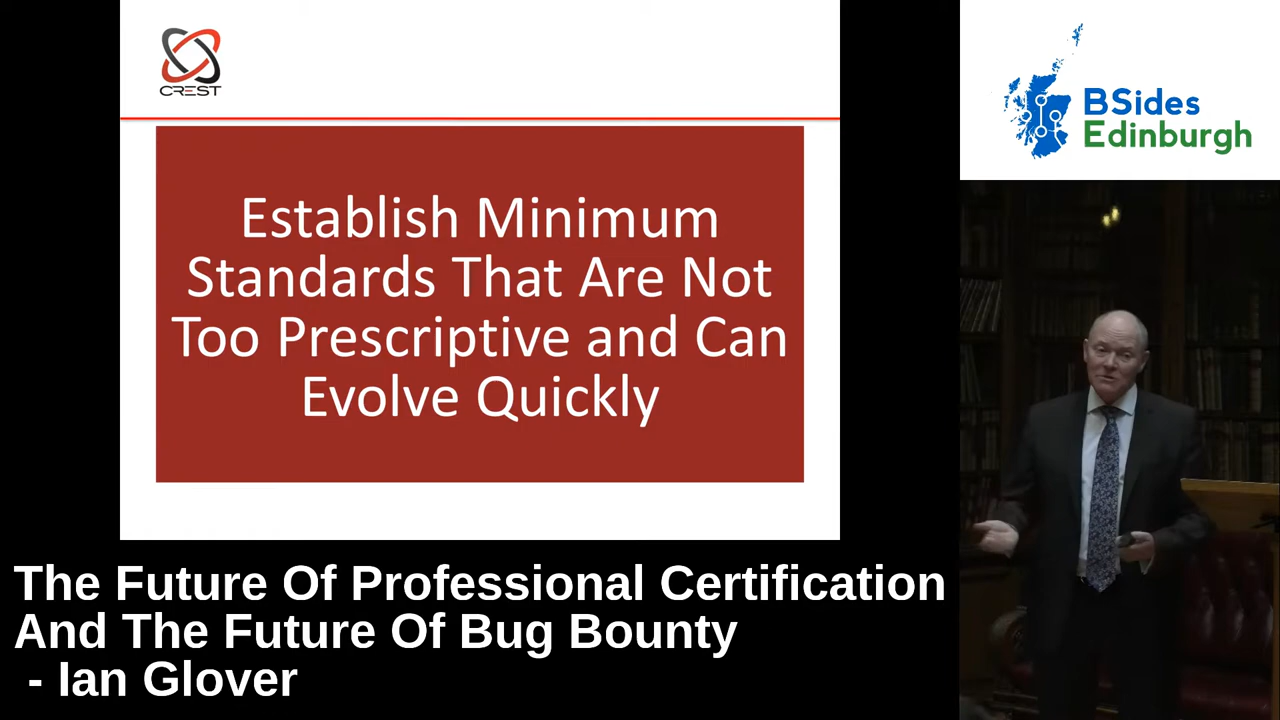 CREST
Establish Minimum
Standards That Are Not
Too Prescriptive and Can
Evolve Quickly
BSides
Edinburgh
The Future Of Professional Certification
And The Future Of Bug Bounty
- Ian Glover